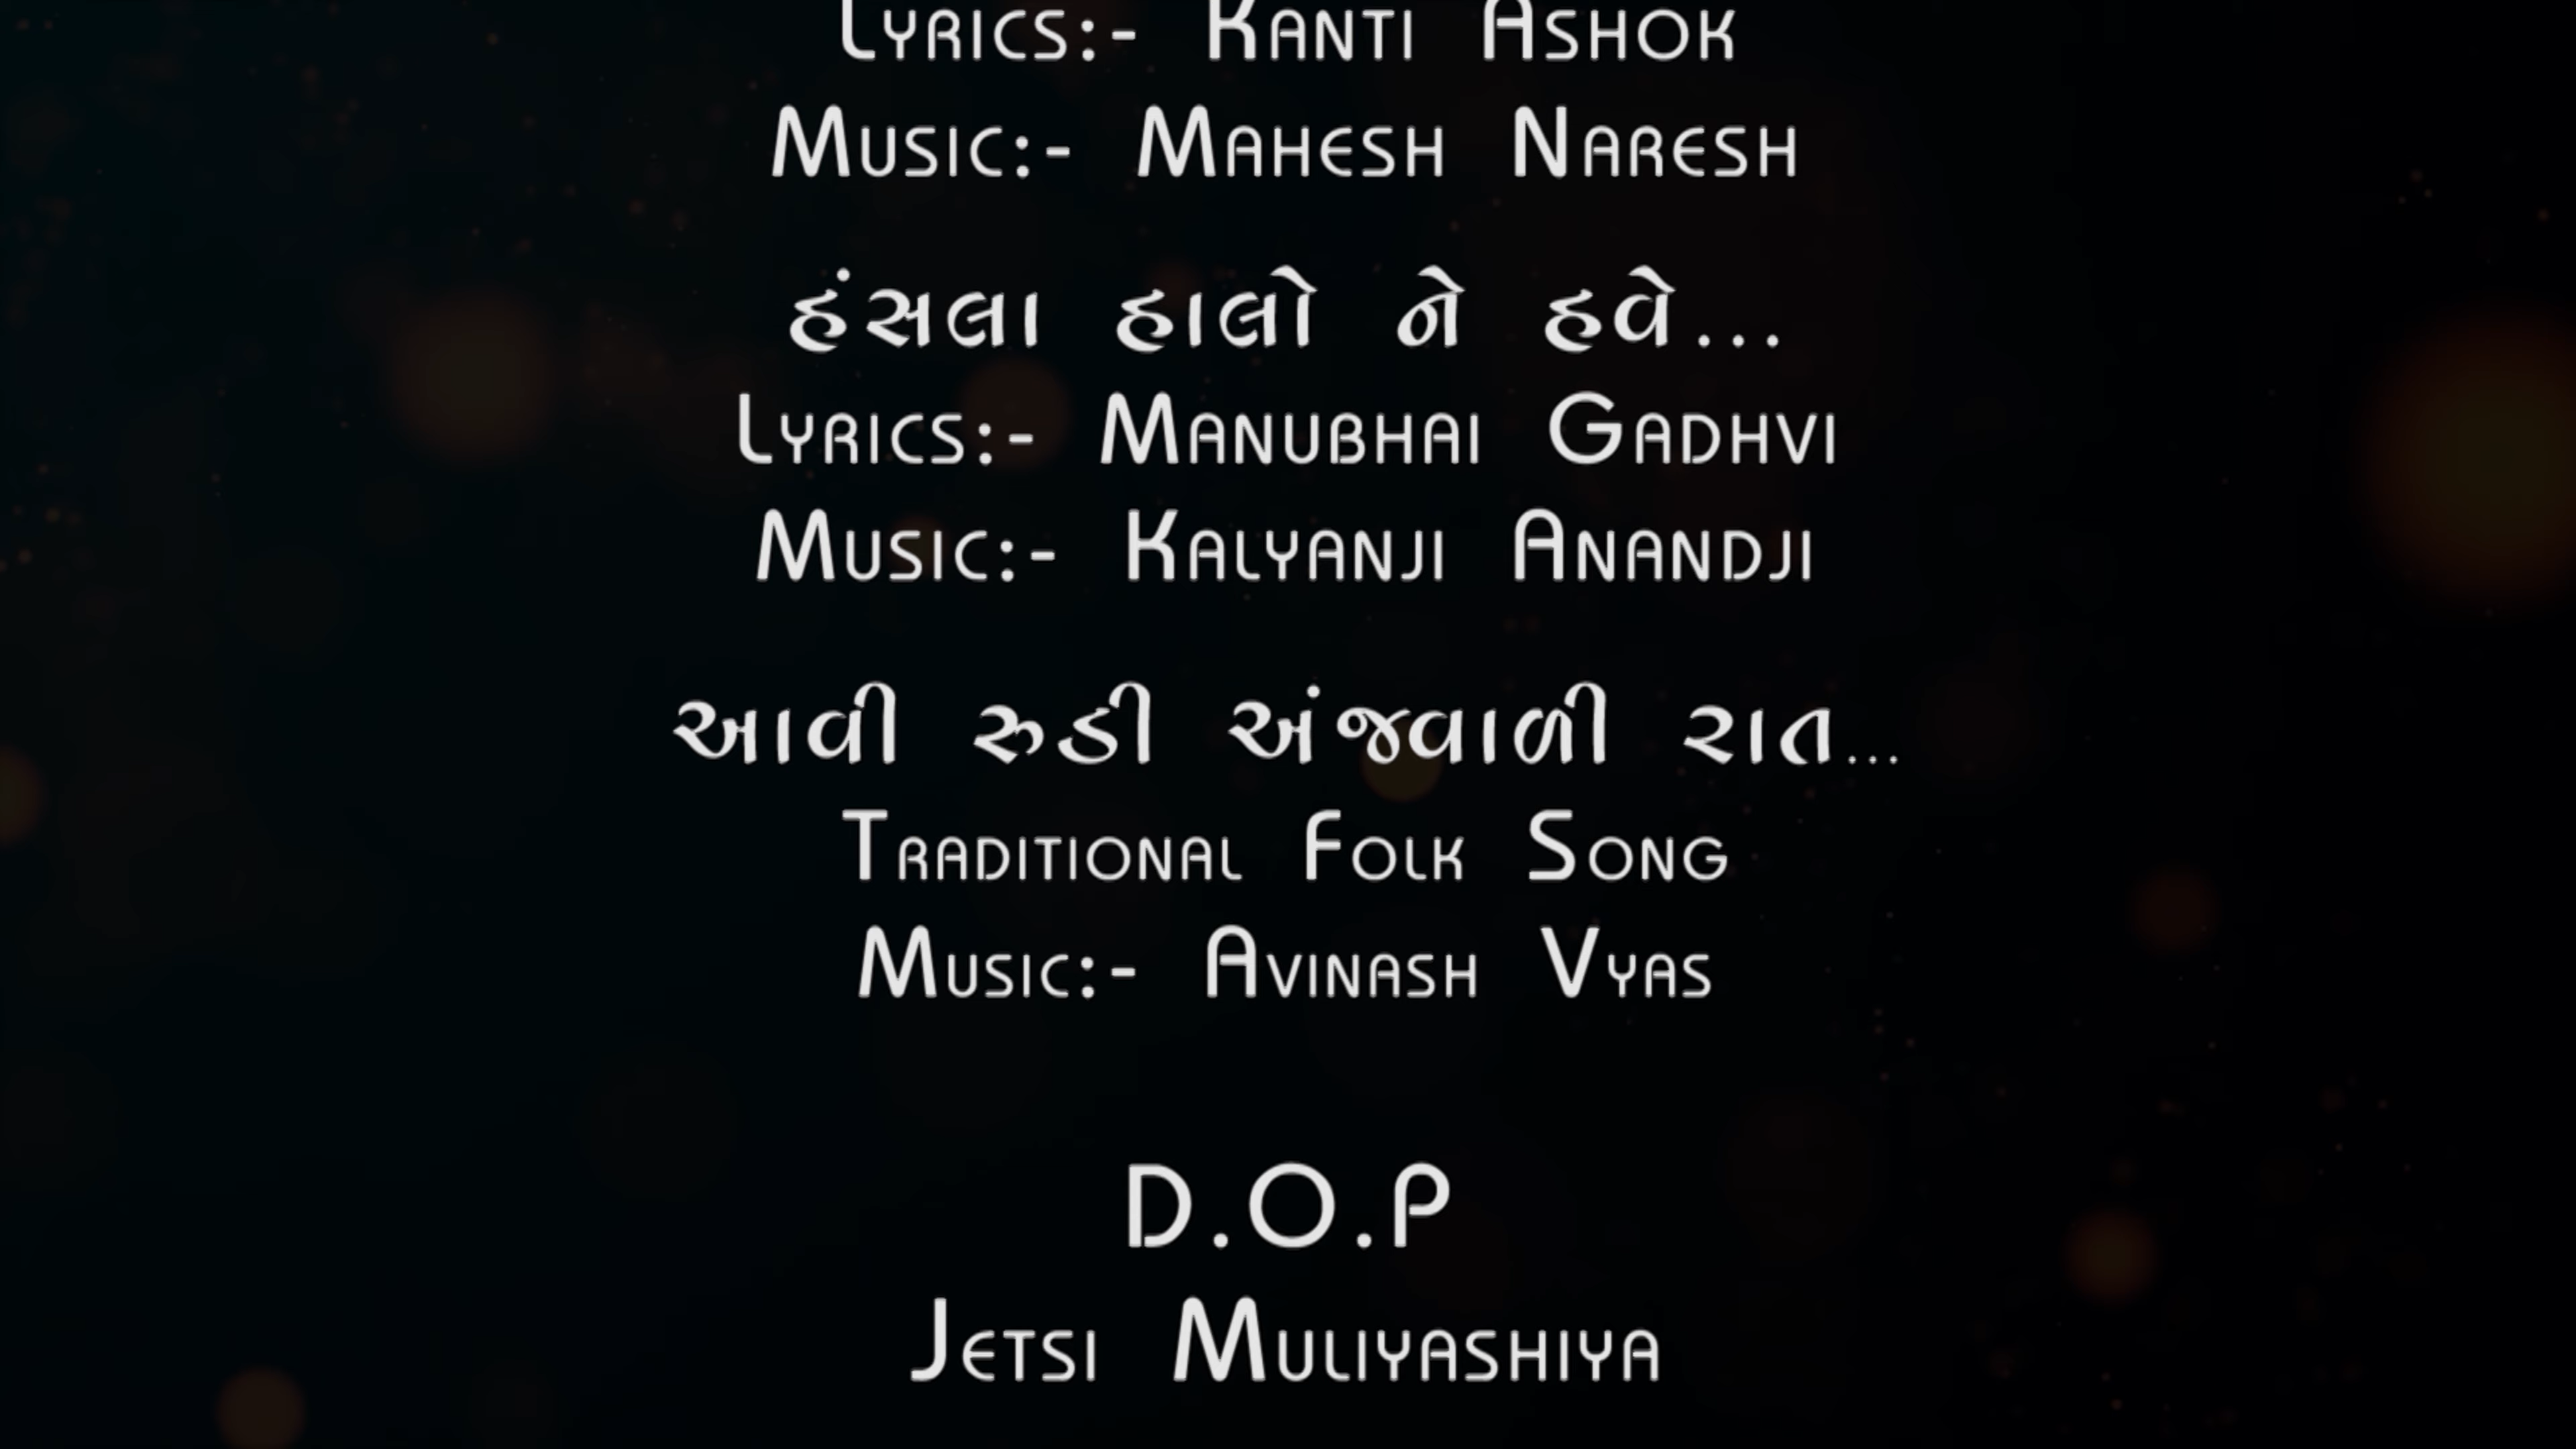 Lyrics:- Kanti Ashok
Music:- Mahesh Naresh
હંસલા હાલો ને હવે...
Lyrics:- Manubhai Gadhvi
Music:- Kalyanji Anandji
આવી રુડી અંજવાળી રાત...
Traditional Folk Song
Music:- Avinash Vyas
D.O.P
Jetsi Muliyashiya